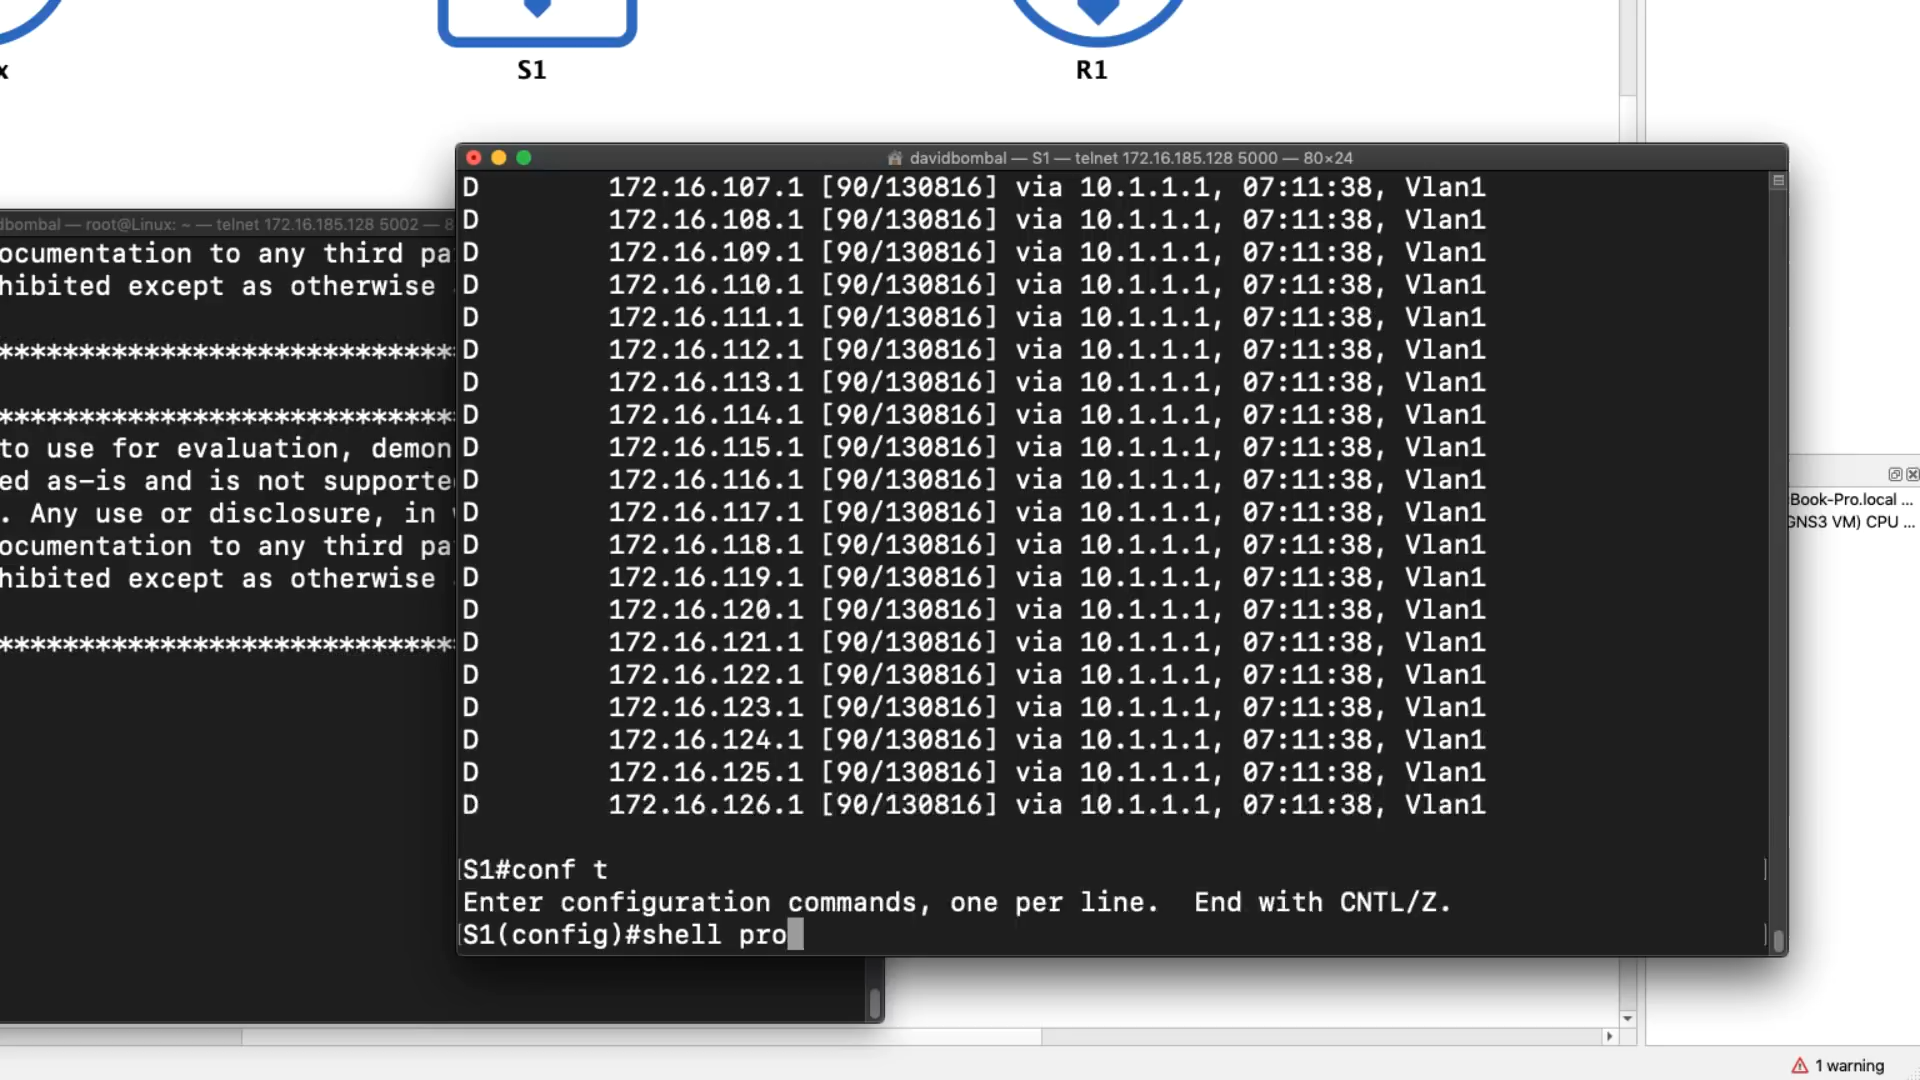 x
S1
R1
davidbombal — S1 — telnet 172.16.185.128 5000 — 80×24
D 172.16.107.1 [90/130816] via 10.1.1.1, 07:11:38, Vlan1
D 172.16.108.1 [90/130816] via 10.1.1.1, 07:11:38, Vlan1
D 172.16.109.1 [90/130816] via 10.1.1.1, 07:11:38, Vlan1
D 172.16.110.1 [90/130816] via 10.1.1.1, 07:11:38, Vlan1
D 172.16.111.1 [90/130816] via 10.1.1.1, 07:11:38, Vlan1
D 172.16.112.1 [90/130816] via 10.1.1.1, 07:11:38, Vlan1
D 172.16.113.1 [90/130816] via 10.1.1.1, 07:11:38, Vlan1
D 172.16.114.1 [90/130816] via 10.1.1.1, 07:11:38, Vlan1
D 172.16.115.1 [90/130816] via 10.1.1.1, 07:11:38, Vlan1
D 172.16.116.1 [90/130816] via 10.1.1.1, 07:11:38, Vlan1
D 172.16.117.1 [90/130816] via 10.1.1.1, 07:11:38, Vlan1
D 172.16.118.1 [90/130816] via 10.1.1.1, 07:11:38, Vlan1
D 172.16.119.1 [90/130816] via 10.1.1.1, 07:11:38, Vlan1
D 172.16.120.1 [90/130816] via 10.1.1.1, 07:11:38, Vlan1
D 172.16.121.1 [90/130816] via 10.1.1.1, 07:11:38, Vlan1
D 172.16.122.1 [90/130816] via 10.1.1.1, 07:11:38, Vlan1
D 172.16.123.1 [90/130816] via 10.1.1.1, 07:11:38, Vlan1
D 172.16.124.1 [90/130816] via 10.1.1.1, 07:11:38, Vlan1
D 172.16.125.1 [90/130816] via 10.1.1.1, 07:11:38, Vlan1
D 172.16.126.1 [90/130816] via 10.1.1.1, 07:11:38, Vlan1
[S1#conf t ]
Enter configuration commands, one per line. End with CNTL/Z.
[S1(config)#shell pro ]
dbombal — root@Linux: ~ — telnet 172.16.185.128 5002 — 8
ocumentation to any third pa
hibited except as otherwise
****************************
****************************
to use for evaluation, demon
ed as-is and is not supporte
. Any use or disclosure, in
ocumentation to any third pa
hibited except as otherwise
****************************
Book-Pro.local ...
GNS3 VM) CPU ...
1 warning